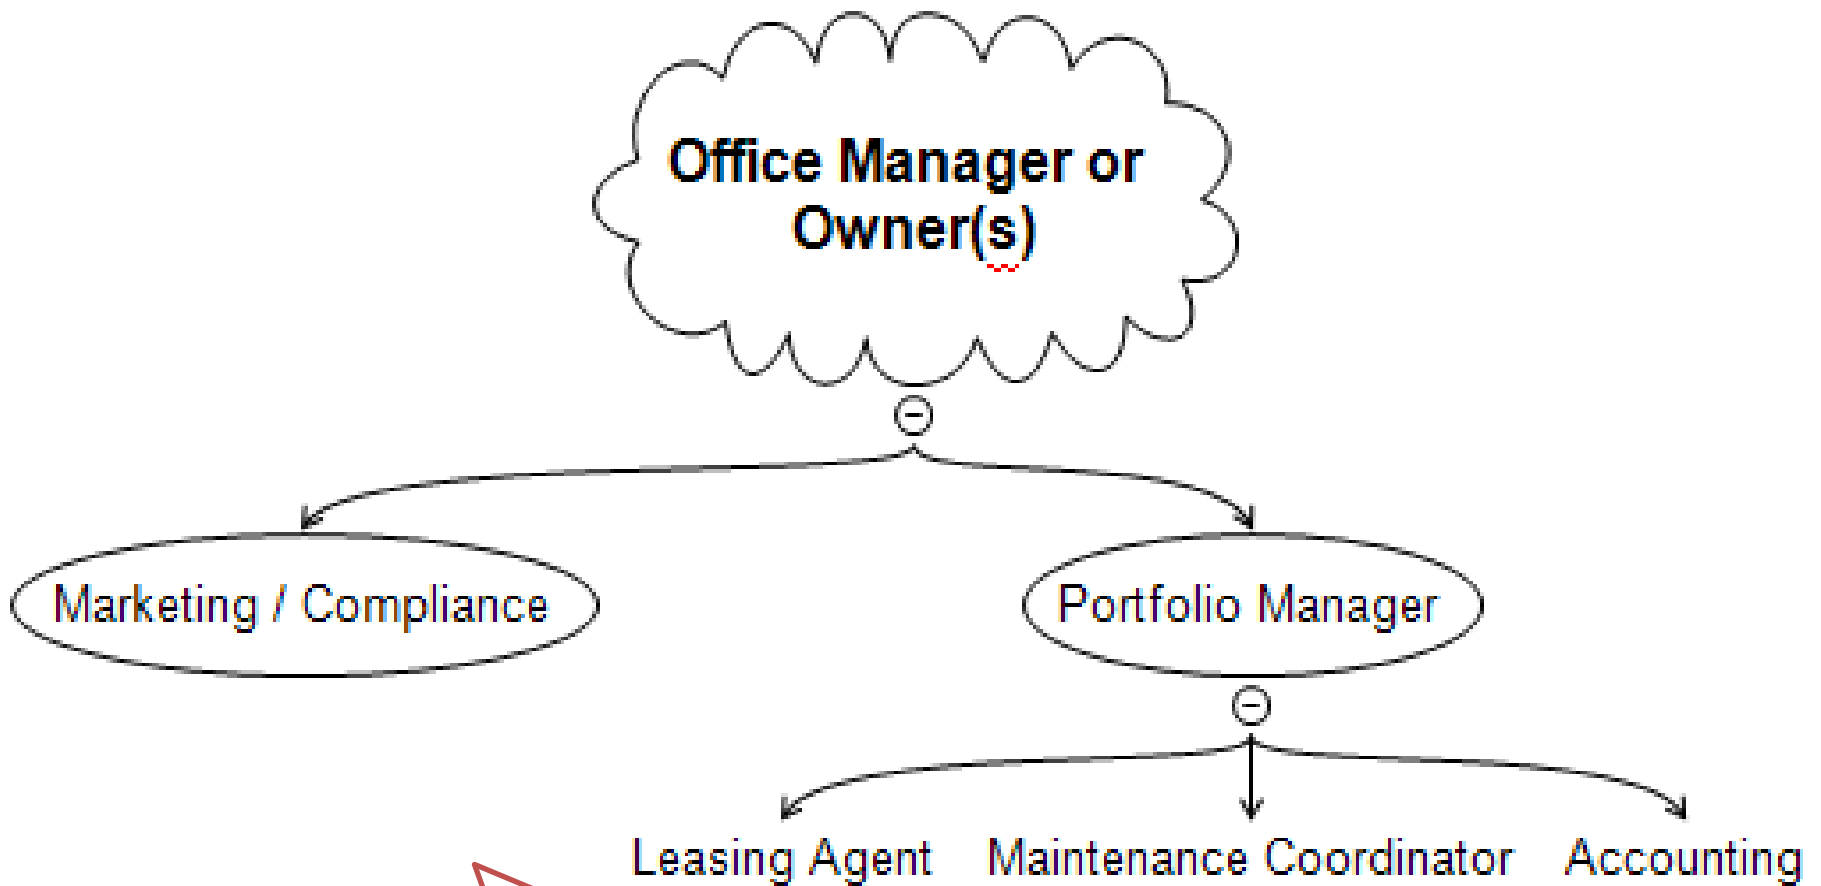 Office Manager or
Owner(s)
Marketing / Compliance
Portfolio Manager
Leasing Agent
Maintenance Coordinator
Accounting